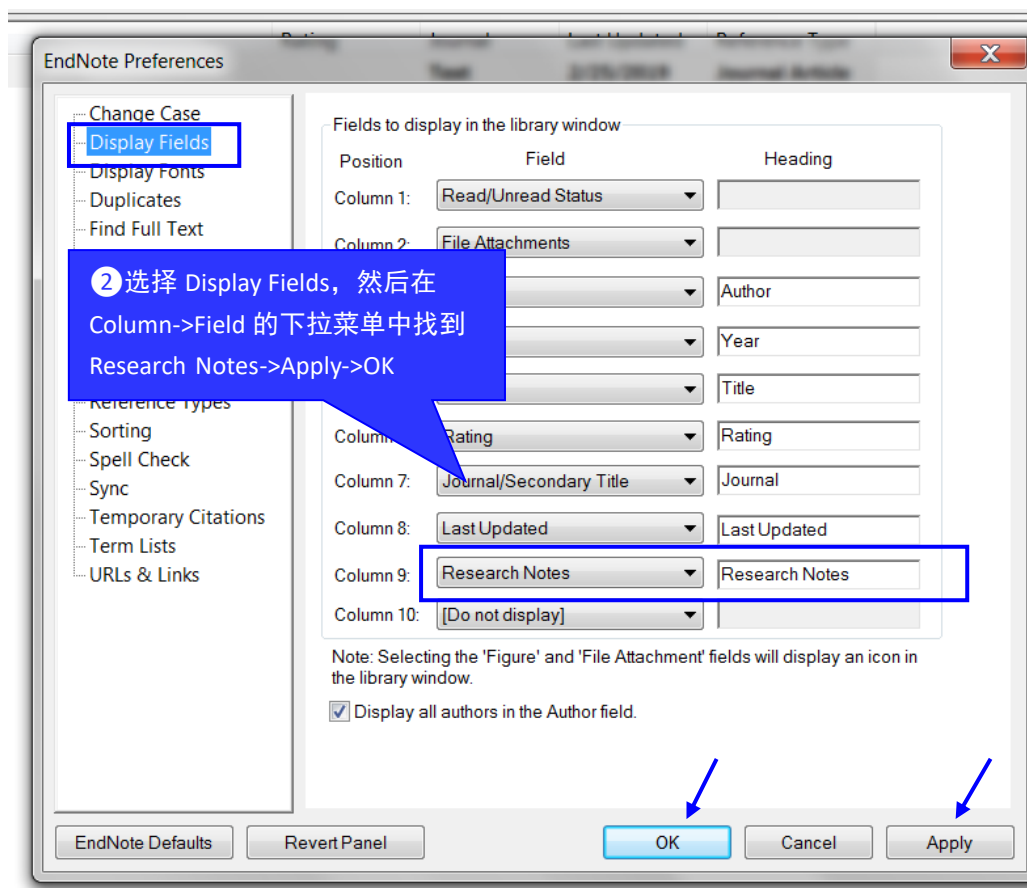 EndNote Preferences
Change Case
Display Fields
Display Fonts
Duplicates
Find Full Text
❷选择 Display Fields，然后在
Column->Field 的下拉菜单中找到
Research Notes->Apply->OK
Reference Types
Sorting
Spell Check
Sync
Temporary Citations
Term Lists
URLs & Links
Fields to display in the library window
Position Field Heading
Column 1: Read/Unread Status
Column 2: File Attachments
Author
Year
Title
Rating Rating
Column 7: Journal/Secondary Title Journal
Column 8: Last Updated Last Updated
Column 9: Research Notes Research Notes
Column 10: [Do not display]
Note: Selecting the 'Figure' and 'File Attachment' fields will display an icon in
the library window.
Display all authors in the Author field.
EndNote Defaults Revert Panel OK Cancel Apply